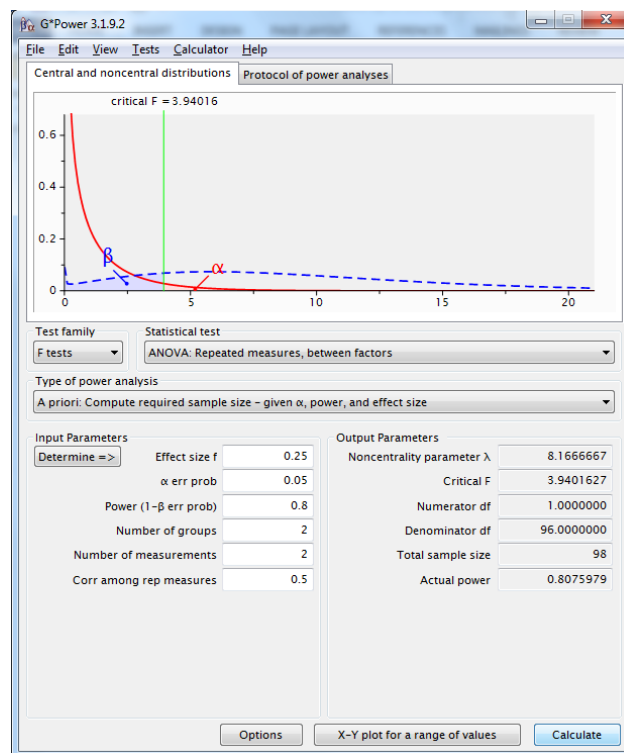 G*Power 3.1.9.2
File Edit View Tests Calculator Help
Central and noncentral distributions Protocol of power analyses
critical F = 3.94016
0.6
0.4
0.2
0
β
α
0 5 10 15 20
Test family Statistical test
F tests ANOVA: Repeated measures, between factors
Type of power analysis
A priori: Compute required sample size – given α, power, and effect size
Input Parameters Output Parameters
Determine => Effect size f 0.25 Noncentrality parameter λ 8.1666667
α err prob 0.05 Critical F 3.9401627
Power (1-β err prob) 0.8 Numerator df 1.0000000
Number of groups 2 Denominator df 96.0000000
Number of measurements 2 Total sample size 98
Corr among rep measures 0.5 Actual power 0.8075979
Options X-Y plot for a range of values Calculate